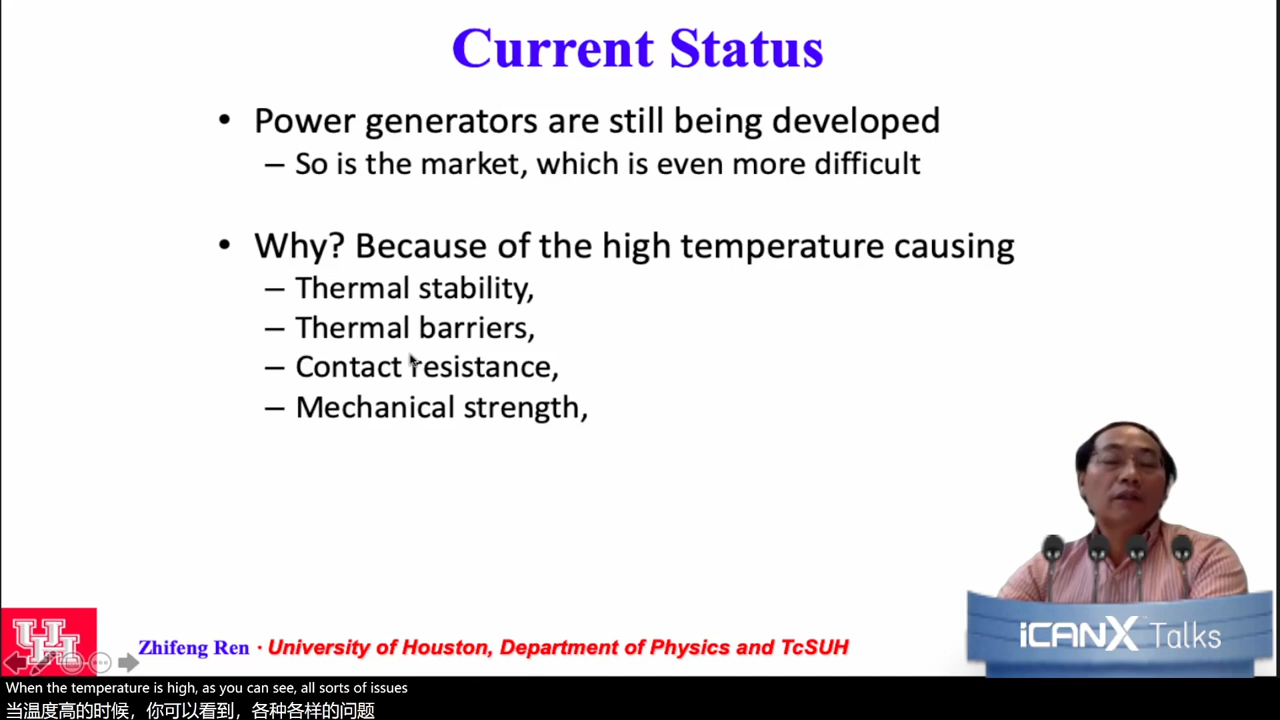 Current Status
• Power generators are still being developed
– So is the market, which is even more difficult
• Why? Because of the high temperature causing
– Thermal stability,
– Thermal barriers,
– Contact resistance,
– Mechanical strength,
iCANX Talks
UH
Zhifeng Ren · University of Houston, Department of Physics and TcSUH
When the temperature is high, as you can see, all sorts of issues
当温度高的时候，你可以看到，各种各样的问题